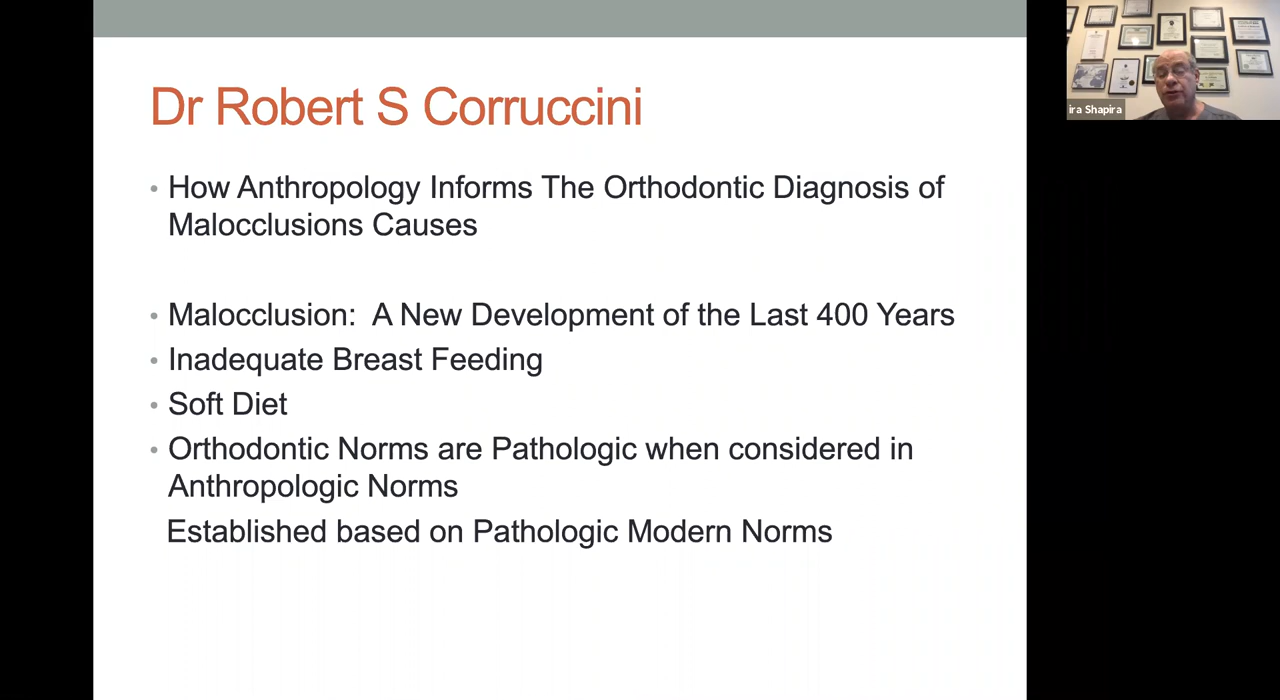 Dr Robert S Corruccini
• How Anthropology Informs The Orthodontic Diagnosis of
Malocclusions Causes
• Malocclusion:  A New Development of the Last 400 Years
• Inadequate Breast Feeding
• Soft Diet
• Orthodontic Norms are Pathologic when considered in
Anthropologic Norms
Established based on Pathologic Modern Norms
ira Shapira